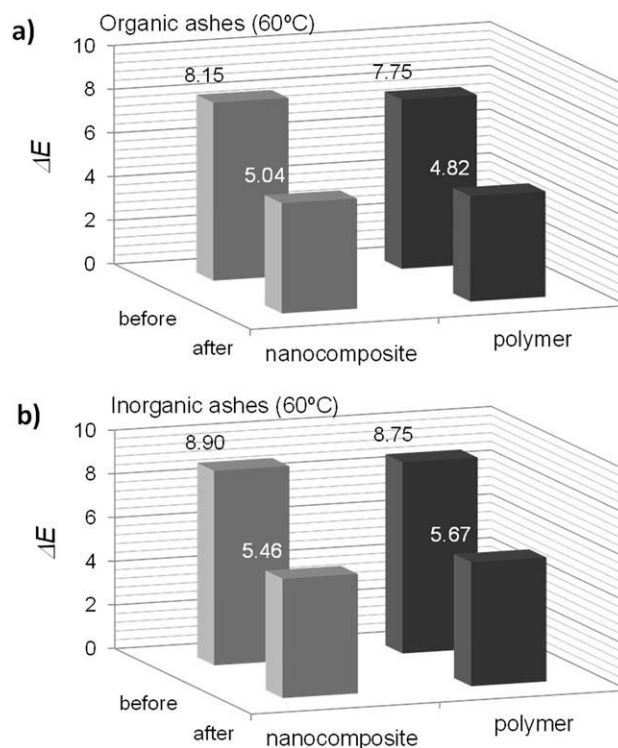 a)
Organic ashes (60ºC)
10
8
6
4
2
0
ΔE
8.15
7.75
5.04
4.82
before
after
nanocomposite
polymer
b)
Inorganic ashes (60ºC)
10
8
6
4
2
0
ΔE
8.90
8.75
5.46
5.67
before
after
nanocomposite
polymer